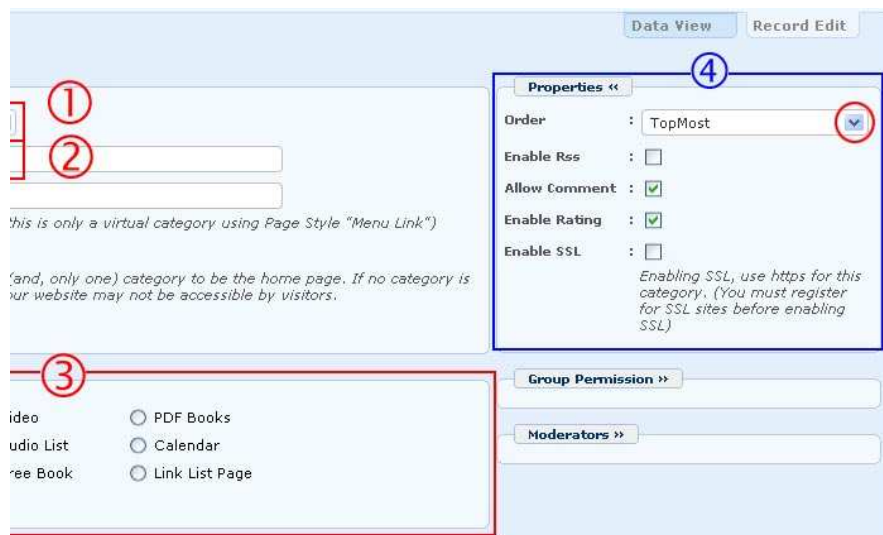 Data View Record Edit
①
②
this is only a virtual category using Page Style "Menu Link")
(and, only one) category to be the home page. If no category is
our website may not be accessible by visitors.
④
Properties «
Order : TopMost
Enable Rss :
Allow Comment :
Enable Rating :
Enable SSL :
Enabling SSL, use https for this
category. (You must register
for SSL sites before enabling
SSL)
③
ideo PDF Books
udio List Calendar
ree Book Link List Page
Group Permission »
Moderators »